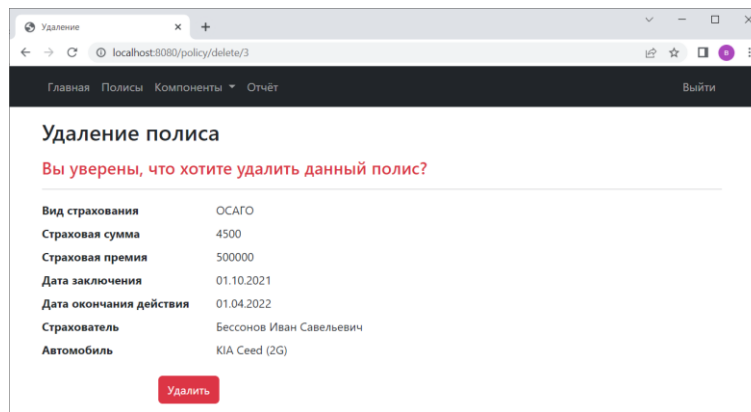 Удаление
localhost:8080/policy/delete/3
B
Главная Полисы Компоненты Отчёт Выйти
Удаление полиса
Вы уверены, что хотите удалить данный полис?
Вид страхования ОСАГО
Страховая сумма 4500
Страховая премия 500000
Дата заключения 01.10.2021
Дата окончания действия 01.04.2022
Страхователь Бессонов Иван Савельевич
Автомобиль KIA Ceed (2G)
Удалить